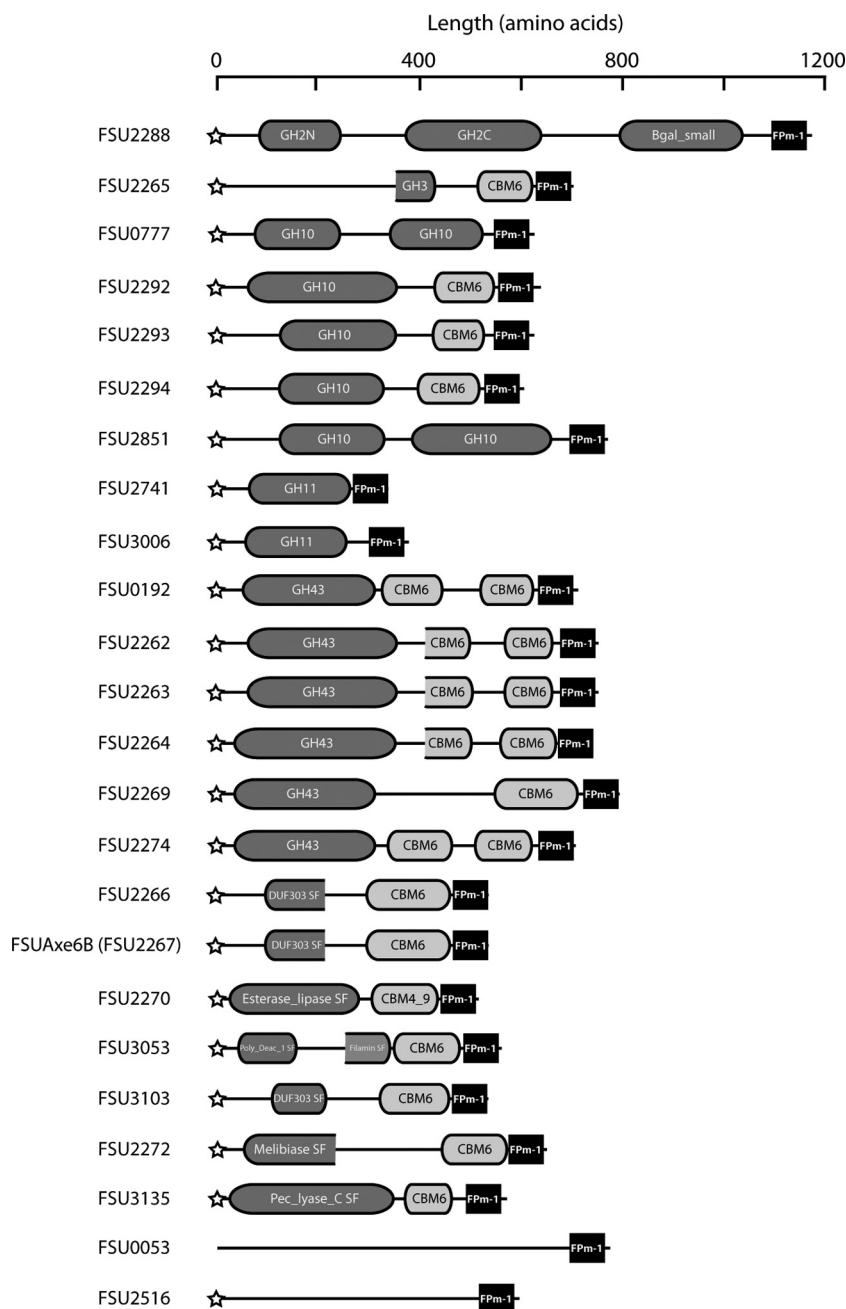 Length (amino acids)
0 400 800 1200
FSU2288 GH2N GH2C Bgal_small FPm-1
FSU2265 GH3 CBM6 FPm-1
FSU0777 GH10 GH10 FPm-1
FSU2292 GH10 CBM6 FPm-1
FSU2293 GH10 CBM6 FPm-1
FSU2294 GH10 CBM6 FPm-1
FSU2851 GH10 GH10 FPm-1
FSU2741 GH11 FPm-1
FSU3006 GH11 FPm-1
FSU0192 GH43 CBM6 CBM6 FPm-1
FSU2262 GH43 CBM6 CBM6 FPm-1
FSU2263 GH43 CBM6 CBM6 FPm-1
FSU2264 GH43 CBM6 CBM6 FPm-1
FSU2269 GH43 CBM6 FPm-1
FSU2274 GH43 CBM6 CBM6 FPm-1
FSU2266 DUF303 SF CBM6 FPm-1
FSUAxe6B (FSU2267) DUF303 SF CBM6 FPm-1
FSU2270 Esterase_lipase SF CBM4_9 FPm-1
FSU3053 Poly_Deac_1 SF Filamin SF CBM6 FPm-1
FSU3103 DUF303 SF CBM6 FPm-1
FSU2272 Melibiase SF CBM6 FPm-1
FSU3135 Pec_lyase_C SF CBM6 FPm-1
FSU0053 FPm-1
FSU2516 FPm-1